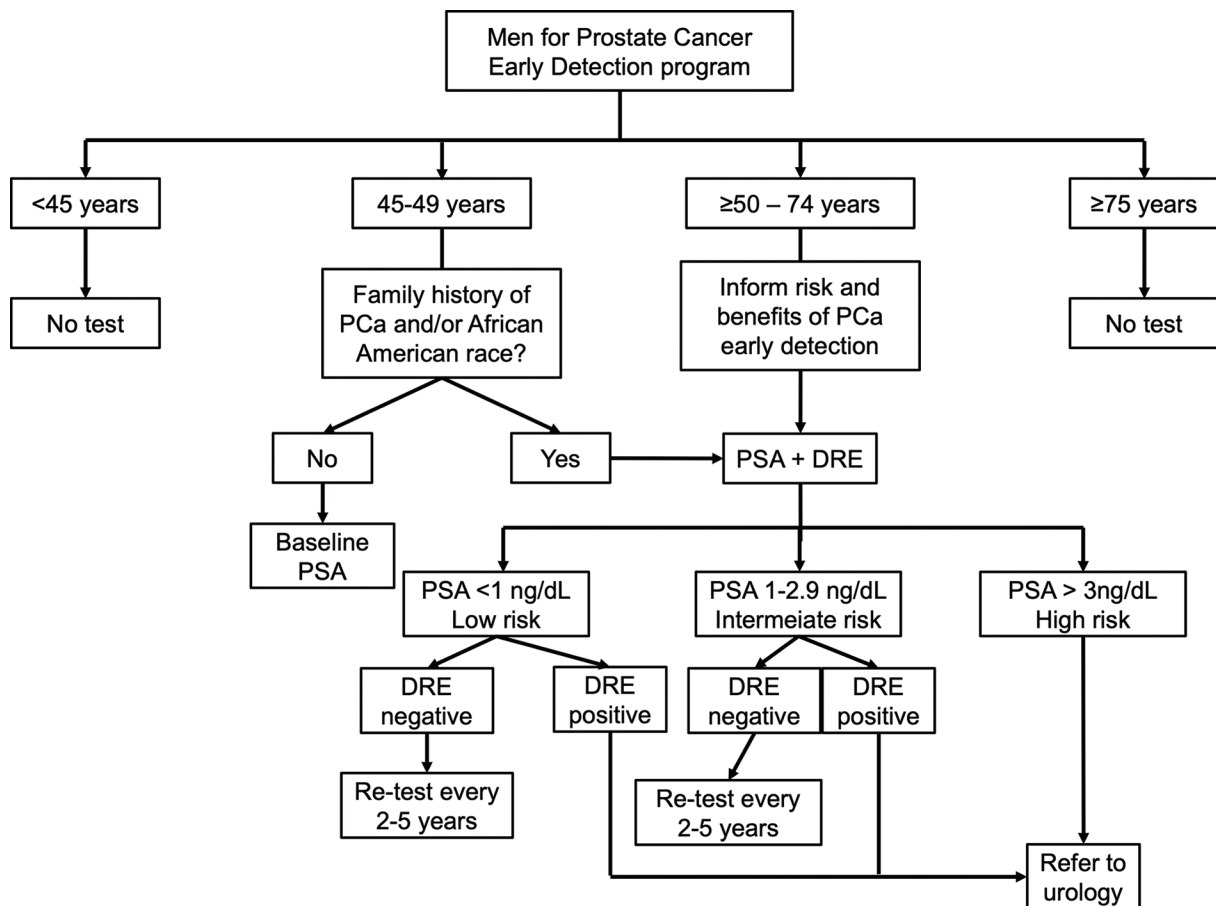 Men for Prostate Cancer
Early Detection program
<45 years
45-49 years
≥50 – 74 years
≥75 years
No test
Family history of
PCa and/or African
American race?
Inform risk and
benefits of PCa
early detection
No test
No
Yes
PSA + DRE
Baseline
PSA
PSA <1 ng/dL
Low risk
PSA 1-2.9 ng/dL
Intermeiate risk
PSA > 3ng/dL
High risk
DRE
negative
DRE
positive
DRE
negative
DRE
positive
Re-test every
2-5 years
Re-test every
2-5 years
Refer to
urology